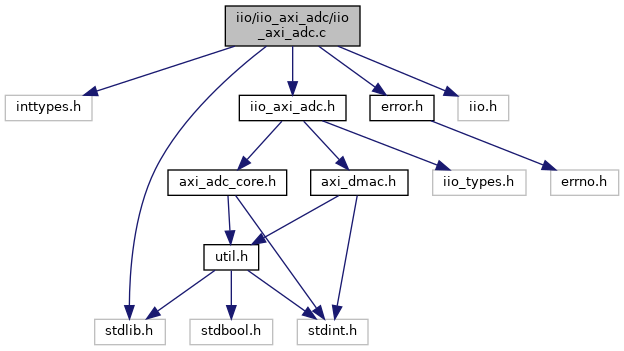 iio/iio_axi_adc/iio
_axi_adc.c
inttypes.h
iio_axi_adc.h
error.h
iio.h
axi_adc_core.h
axi_dmac.h
iio_types.h
errno.h
util.h
stdlib.h
stdbool.h
stdint.h